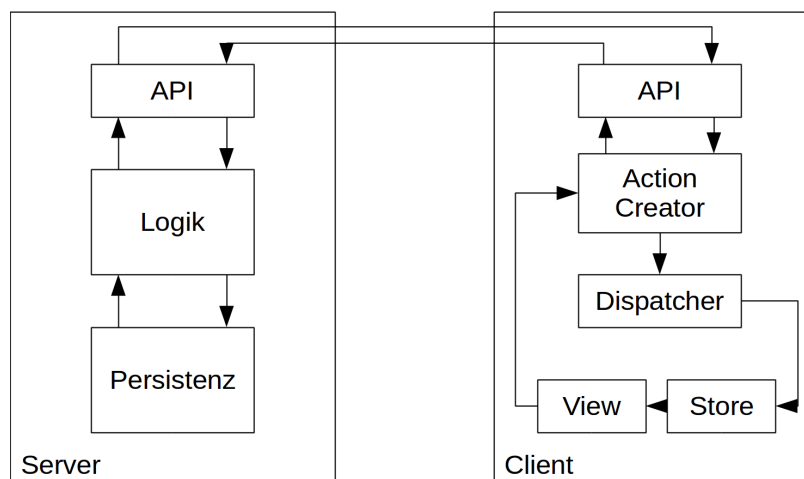 API
Logik
Persistenz
Server
API
Action
Creator
Dispatcher
View
Store
Client